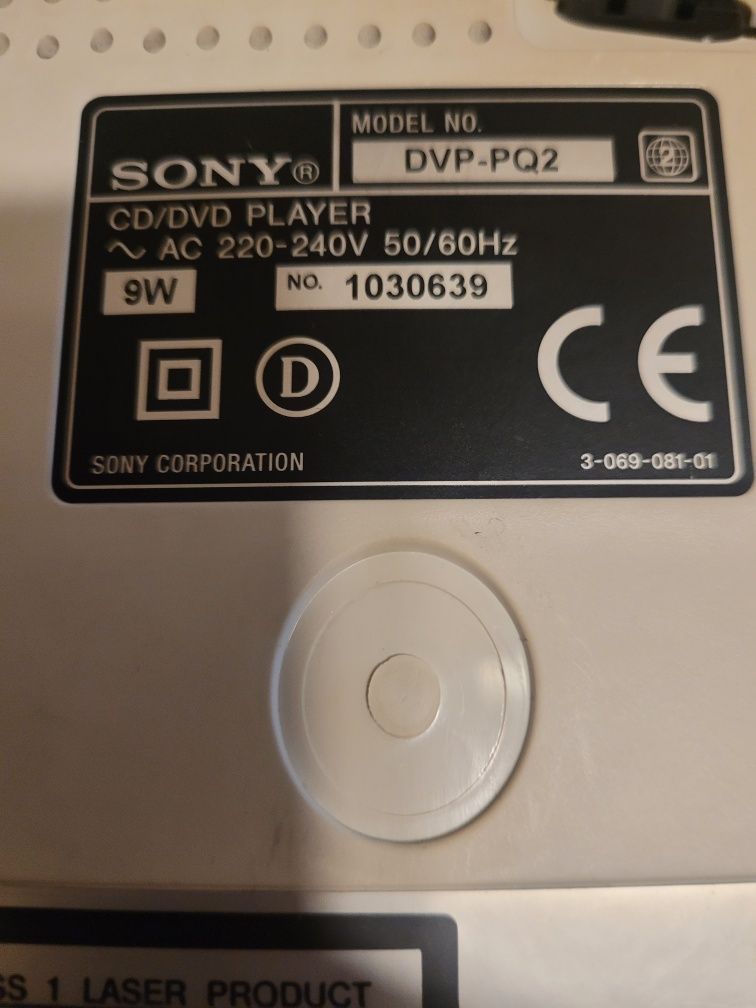 MODEL NO.
SONY® DVP-PQ2 2
CD/DVD PLAYER
~ AC 220-240V 50/60Hz
9W NO. 1030639
D CE
SONY CORPORATION 3-069-081-01
1 LASER PRODUCT